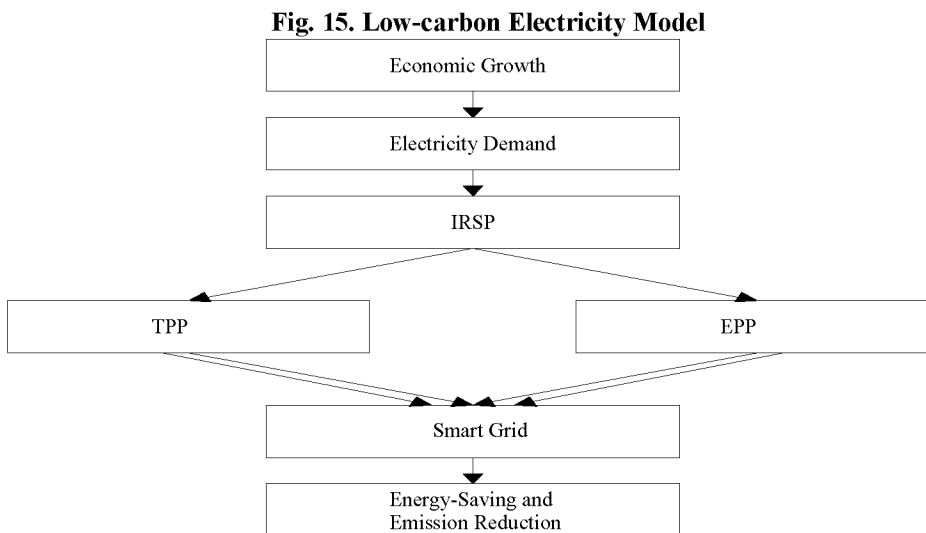 Fig. 15. Low-carbon Electricity Model
Economic Growth
Electricity Demand
IRSP
TPP
EPP
Smart Grid
Energy-Saving and
Emission Reduction